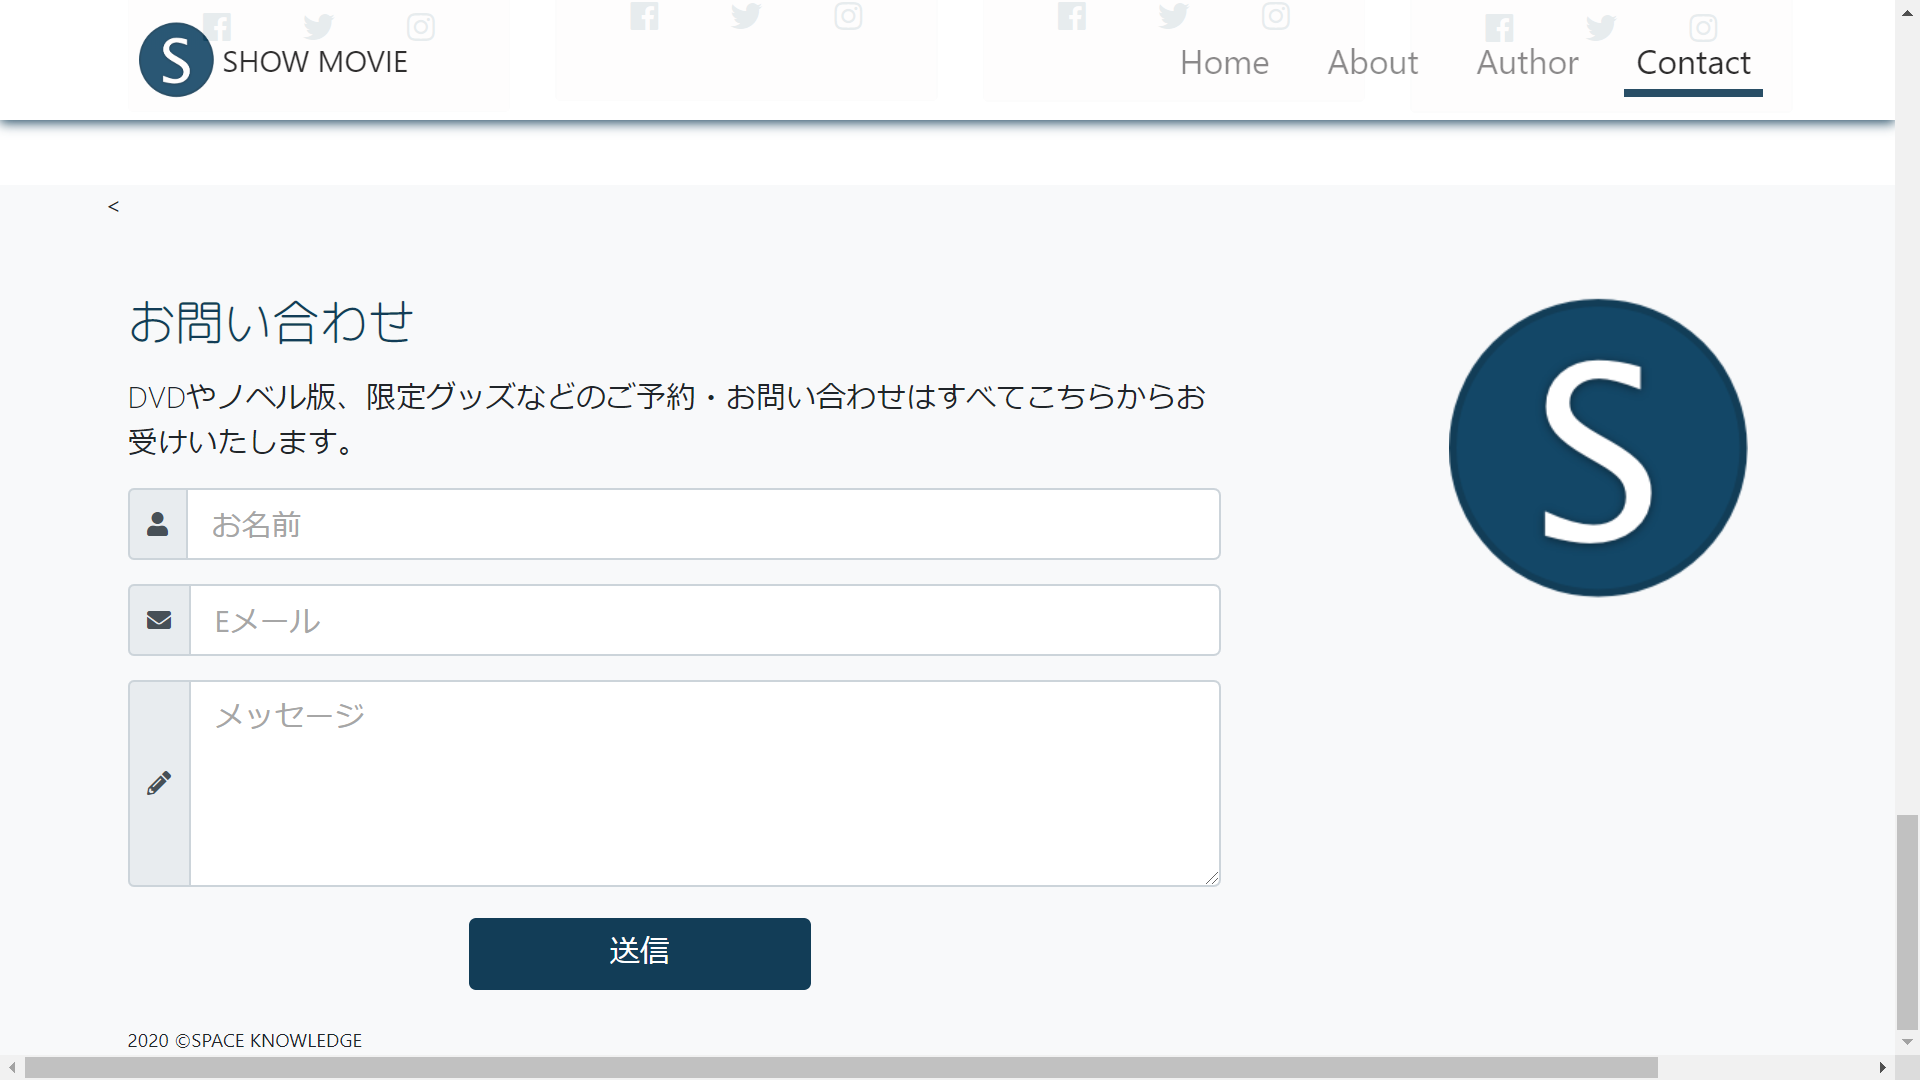 S SHOW MOVIE
Home About Author Contact
<
お問い合わせ
DVDやノベル版、限定グッズなどのご予約・お問い合わせはすべてこちらからお
受けいたします。
S
お名前
Eメール
メッセージ
送信
2020 ©SPACE KNOWLEDGE